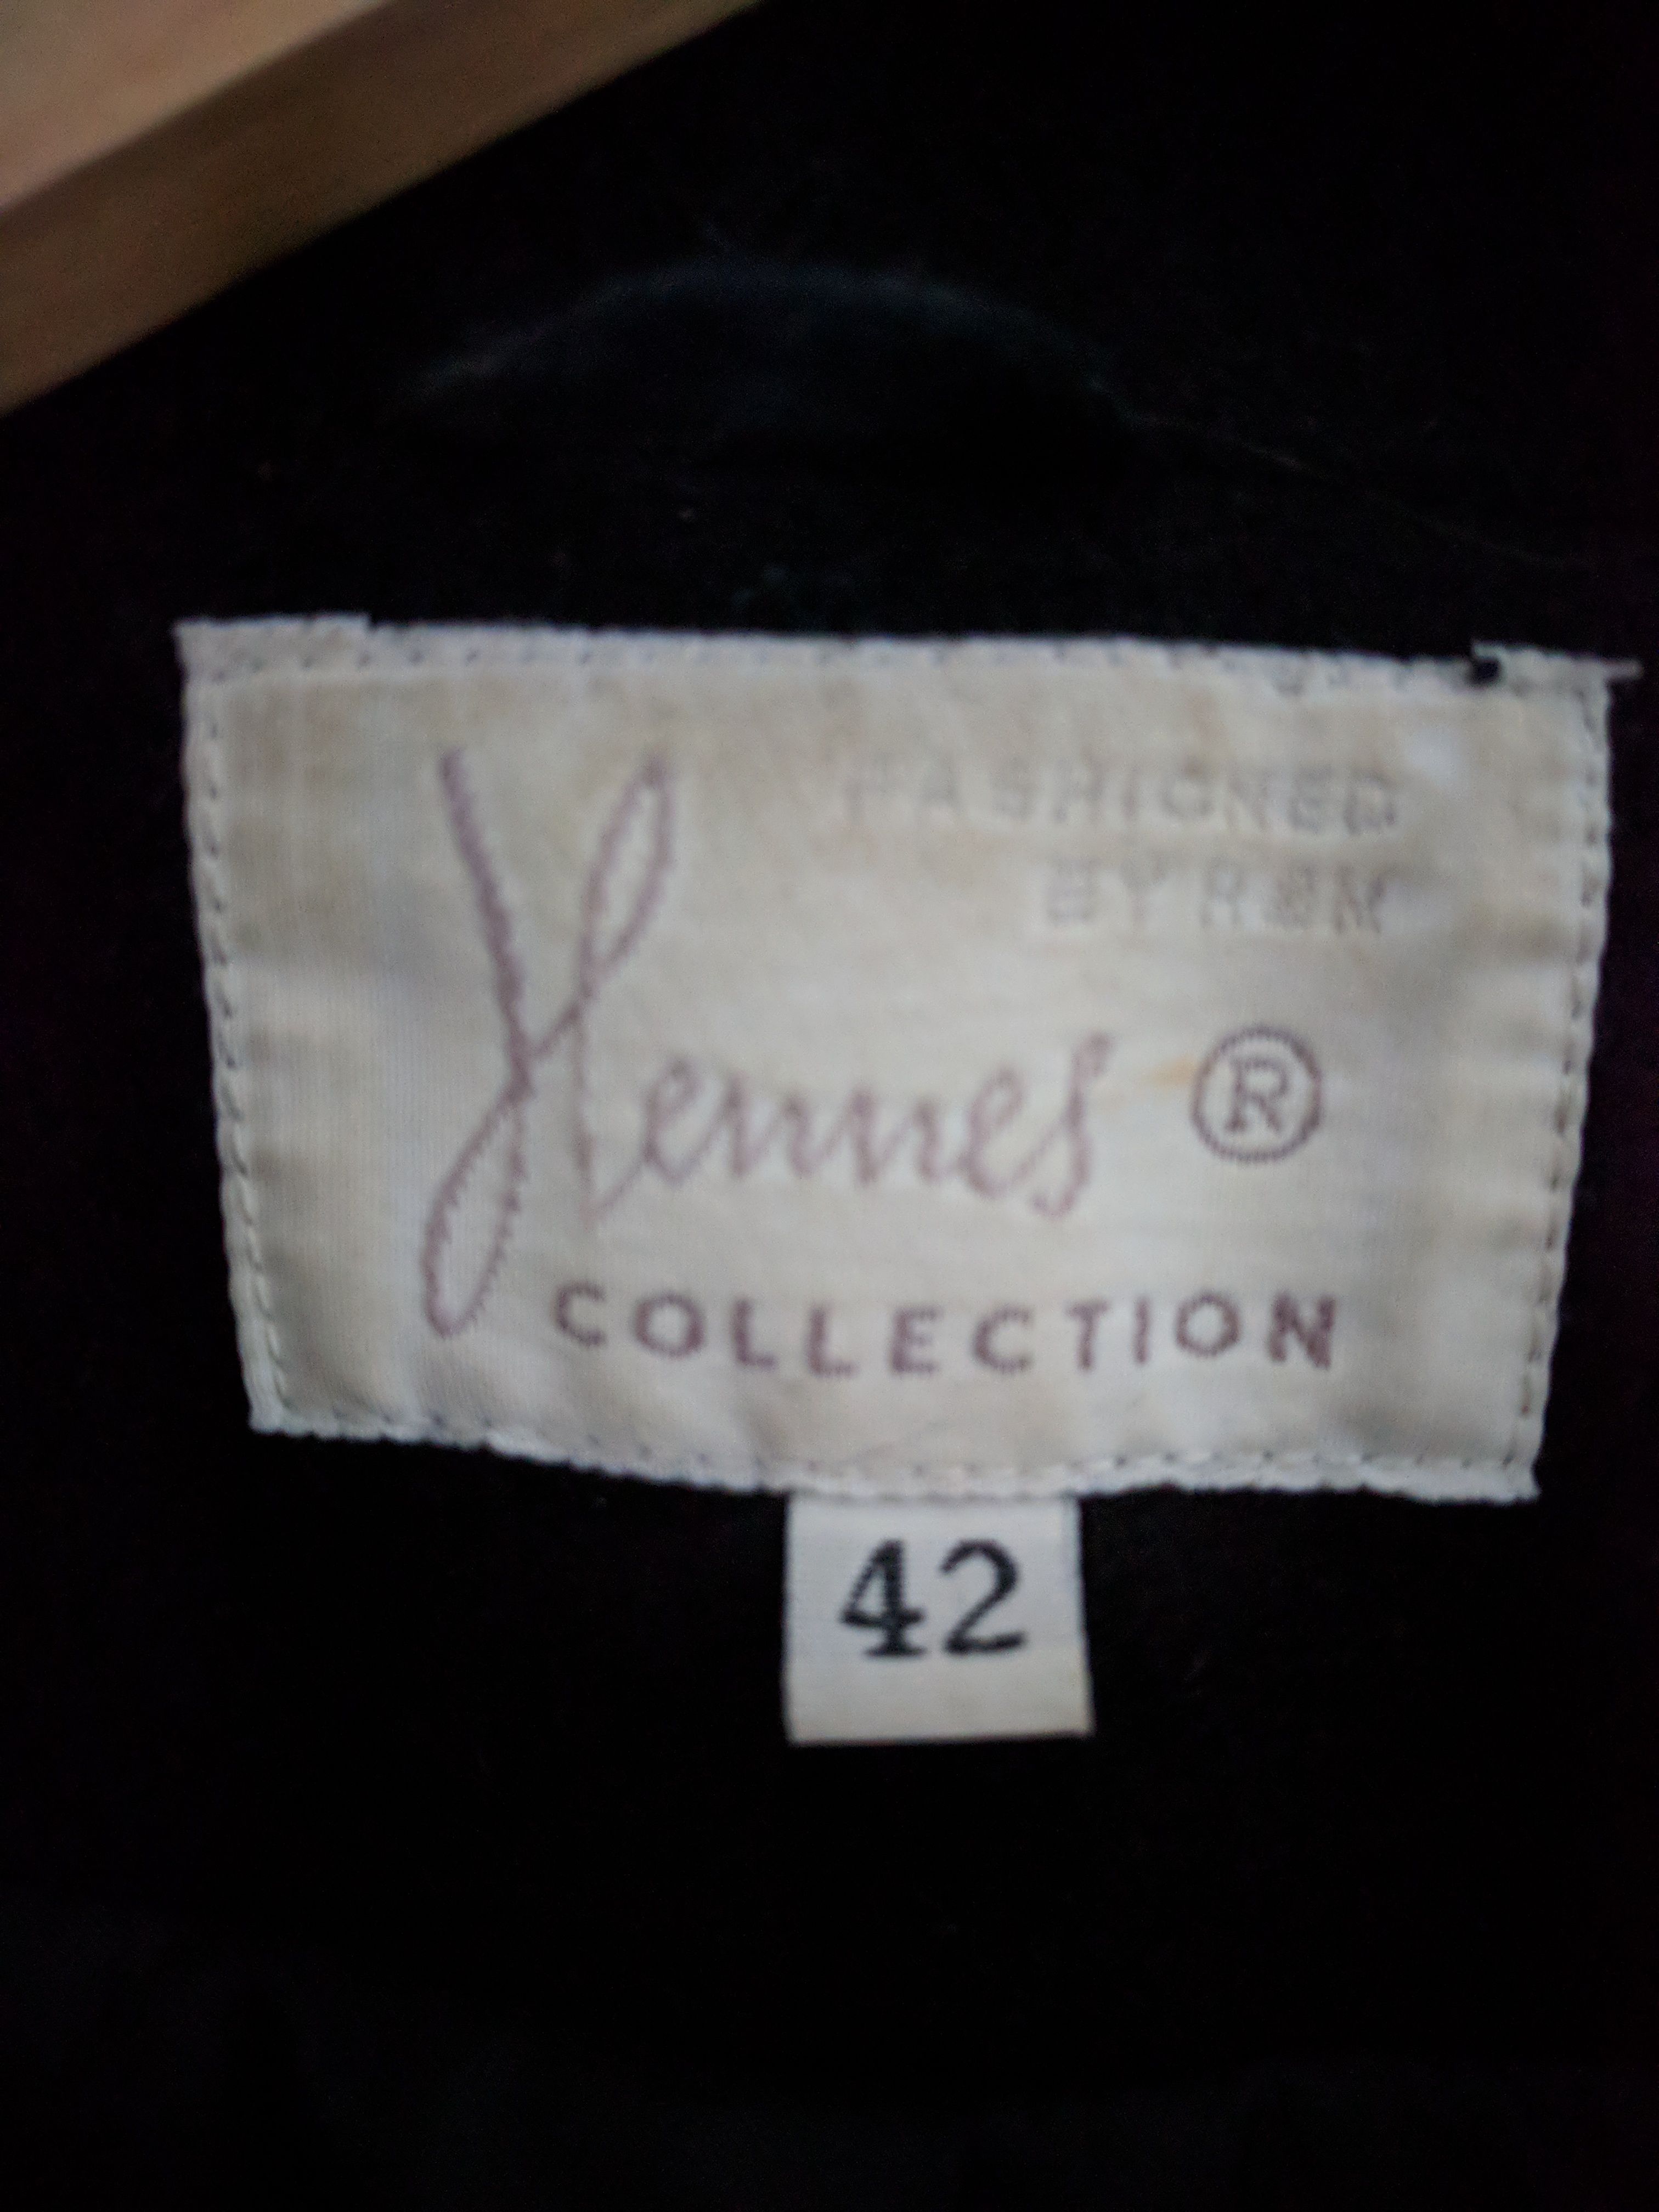 FASHIONED
BY R&M
Hennes ®
COLLECTION
42